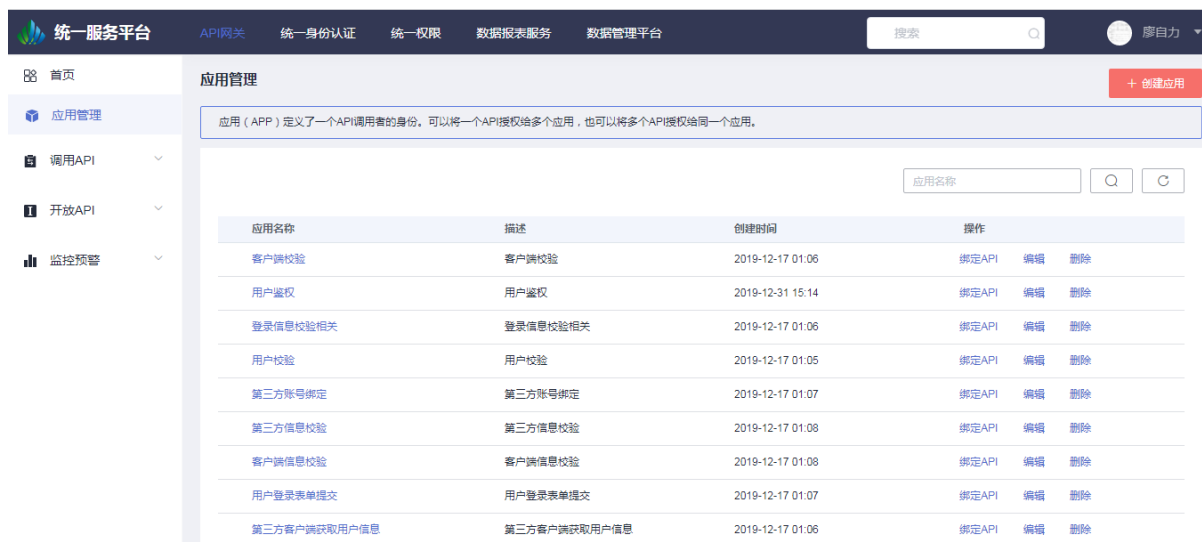 统一服务平台 API网关 统一身份认证 统一权限 数据报表服务 数据管理平台 搜索 廖自力
首页
应用管理
调用API
开放API
监控预警
应用管理 + 创建应用
应用（APP）定义了一个API调用者的身份。可以将一个API授权给多个应用，也可以将多个API授权给同一个应用。
应用名称
应用名称 描述 创建时间 操作
客户端校验 客户端校验 2019-12-17 01:06 绑定API 编辑 删除
用户鉴权 用户鉴权 2019-12-31 15:14 绑定API 编辑 删除
登录信息校验相关 登录信息校验相关 2019-12-17 01:06 绑定API 编辑 删除
用户校验 用户校验 2019-12-17 01:05 绑定API 编辑 删除
第三方账号绑定 第三方账号绑定 2019-12-17 01:07 绑定API 编辑 删除
第三方信息校验 第三方信息校验 2019-12-17 01:08 绑定API 编辑 删除
客户端信息校验 客户端信息校验 2019-12-17 01:08 绑定API 编辑 删除
用户登录表单提交 用户登录表单提交 2019-12-17 01:07 绑定API 编辑 删除
第三方客户端获取用户信息 第三方客户端获取用户信息 2019-12-17 01:06 绑定API 编辑 删除